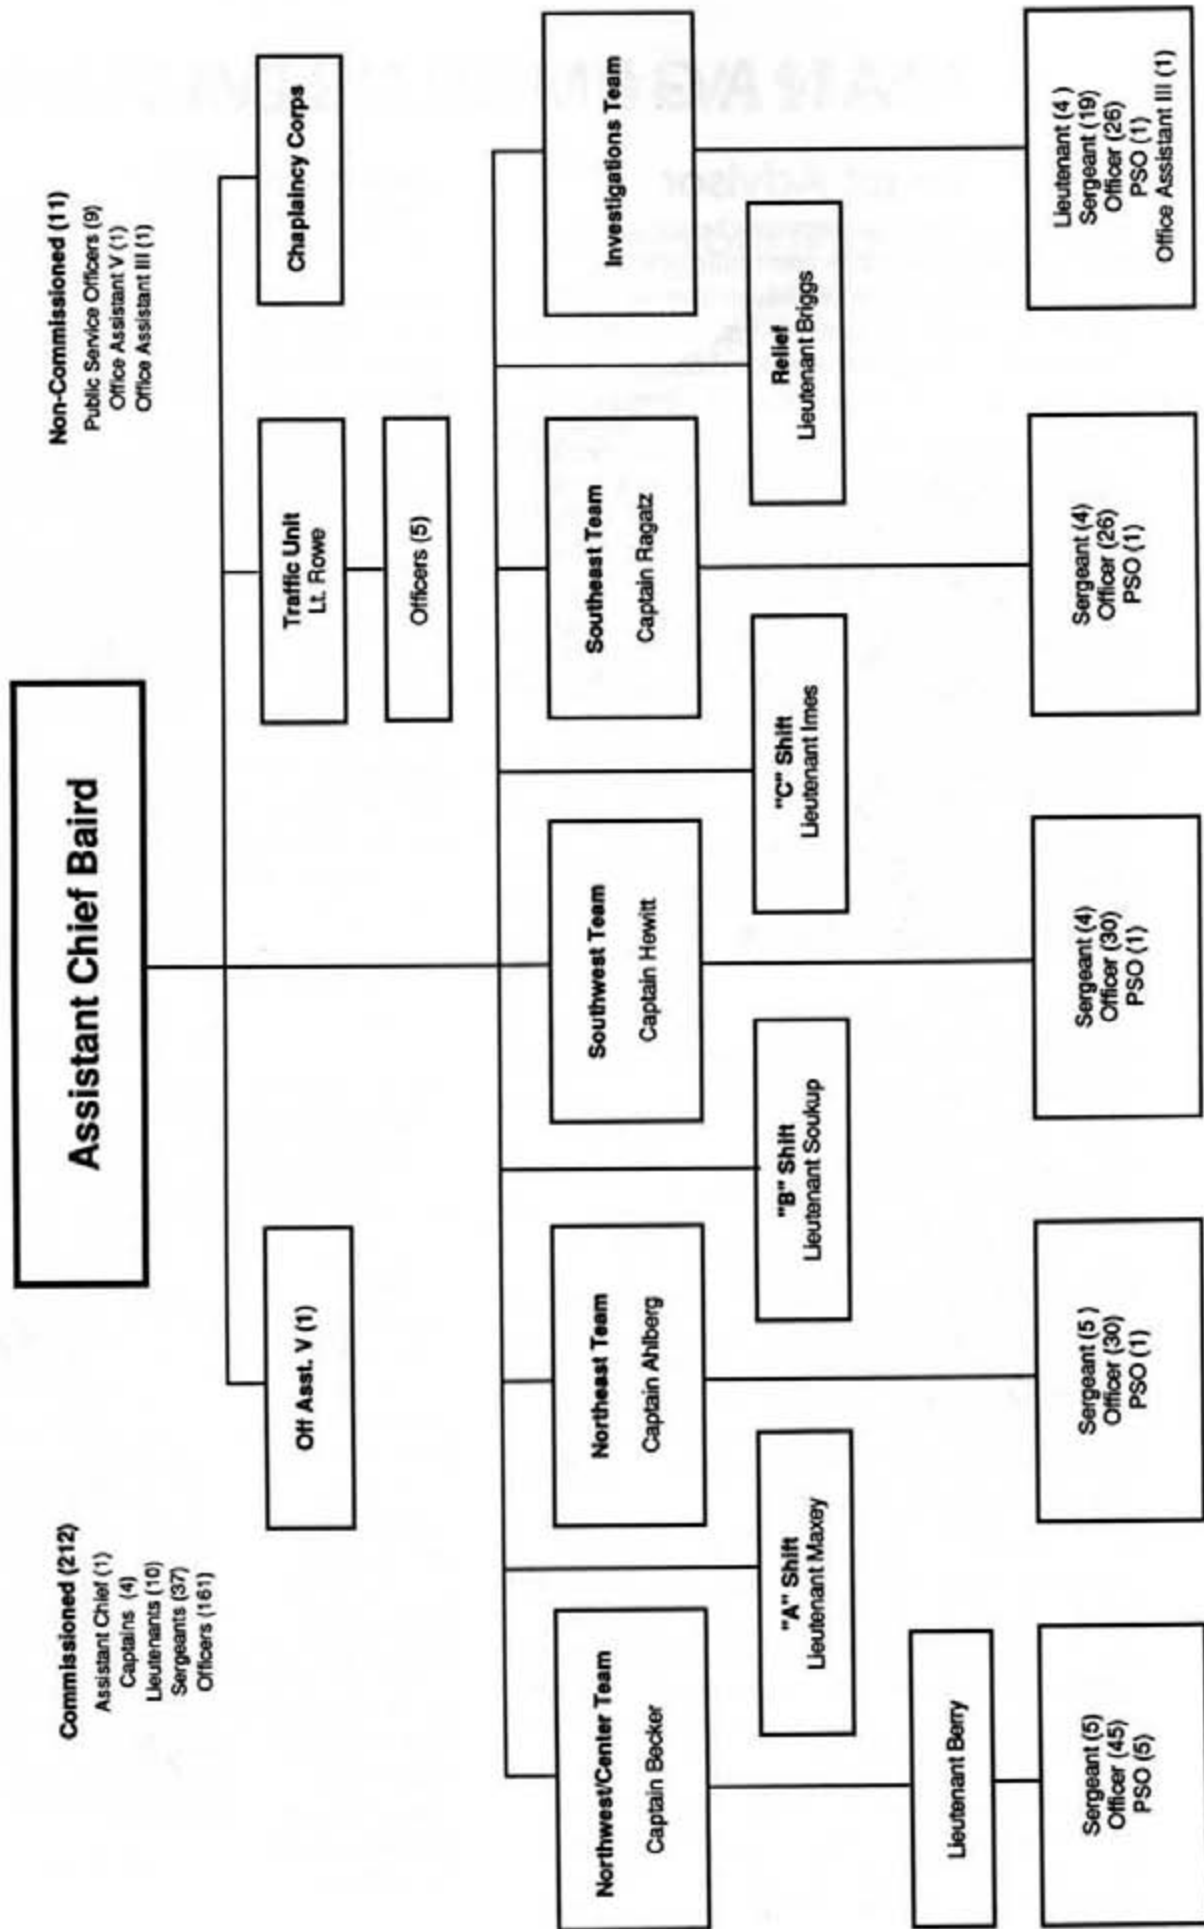 Assistant Chief Baird
Commissioned (212)
Assistant Chief (1)
Captains (4)
Lieutenants (10)
Sergeants (37)
Officers (161)
Non-Commissioned (11)
Public Service Officers (9)
Office Assistant V (1)
Office Assistant III (1)
Off Asst. V (1)
Traffic Unit
Lt. Rowe
Officers (5)
Chaplaincy Corps
Northwest/Center Team
Captain Becker
Northeast Team
Captain Ahlberg
Southwest Team
Captain Hewitt
Southeast Team
Captain Ragatz
Investigations Team
"A" Shift
Lieutenant Maxey
"B" Shift
Lieutenant Soukup
"C" Shift
Lieutenant Imes
Relief
Lieutenant Briggs
Lieutenant Berry
Sergeant (5)
Officer (45)
PSO (5)
Sergeant (5 )
Officer (30)
PSO (1)
Sergeant (4)
Officer (30)
PSO (1)
Sergeant (4)
Officer (26)
PSO (1)
Lieutenant (4 )
Sergeant (19)
Officer (26)
PSO (1)
Office Assistant III (1)